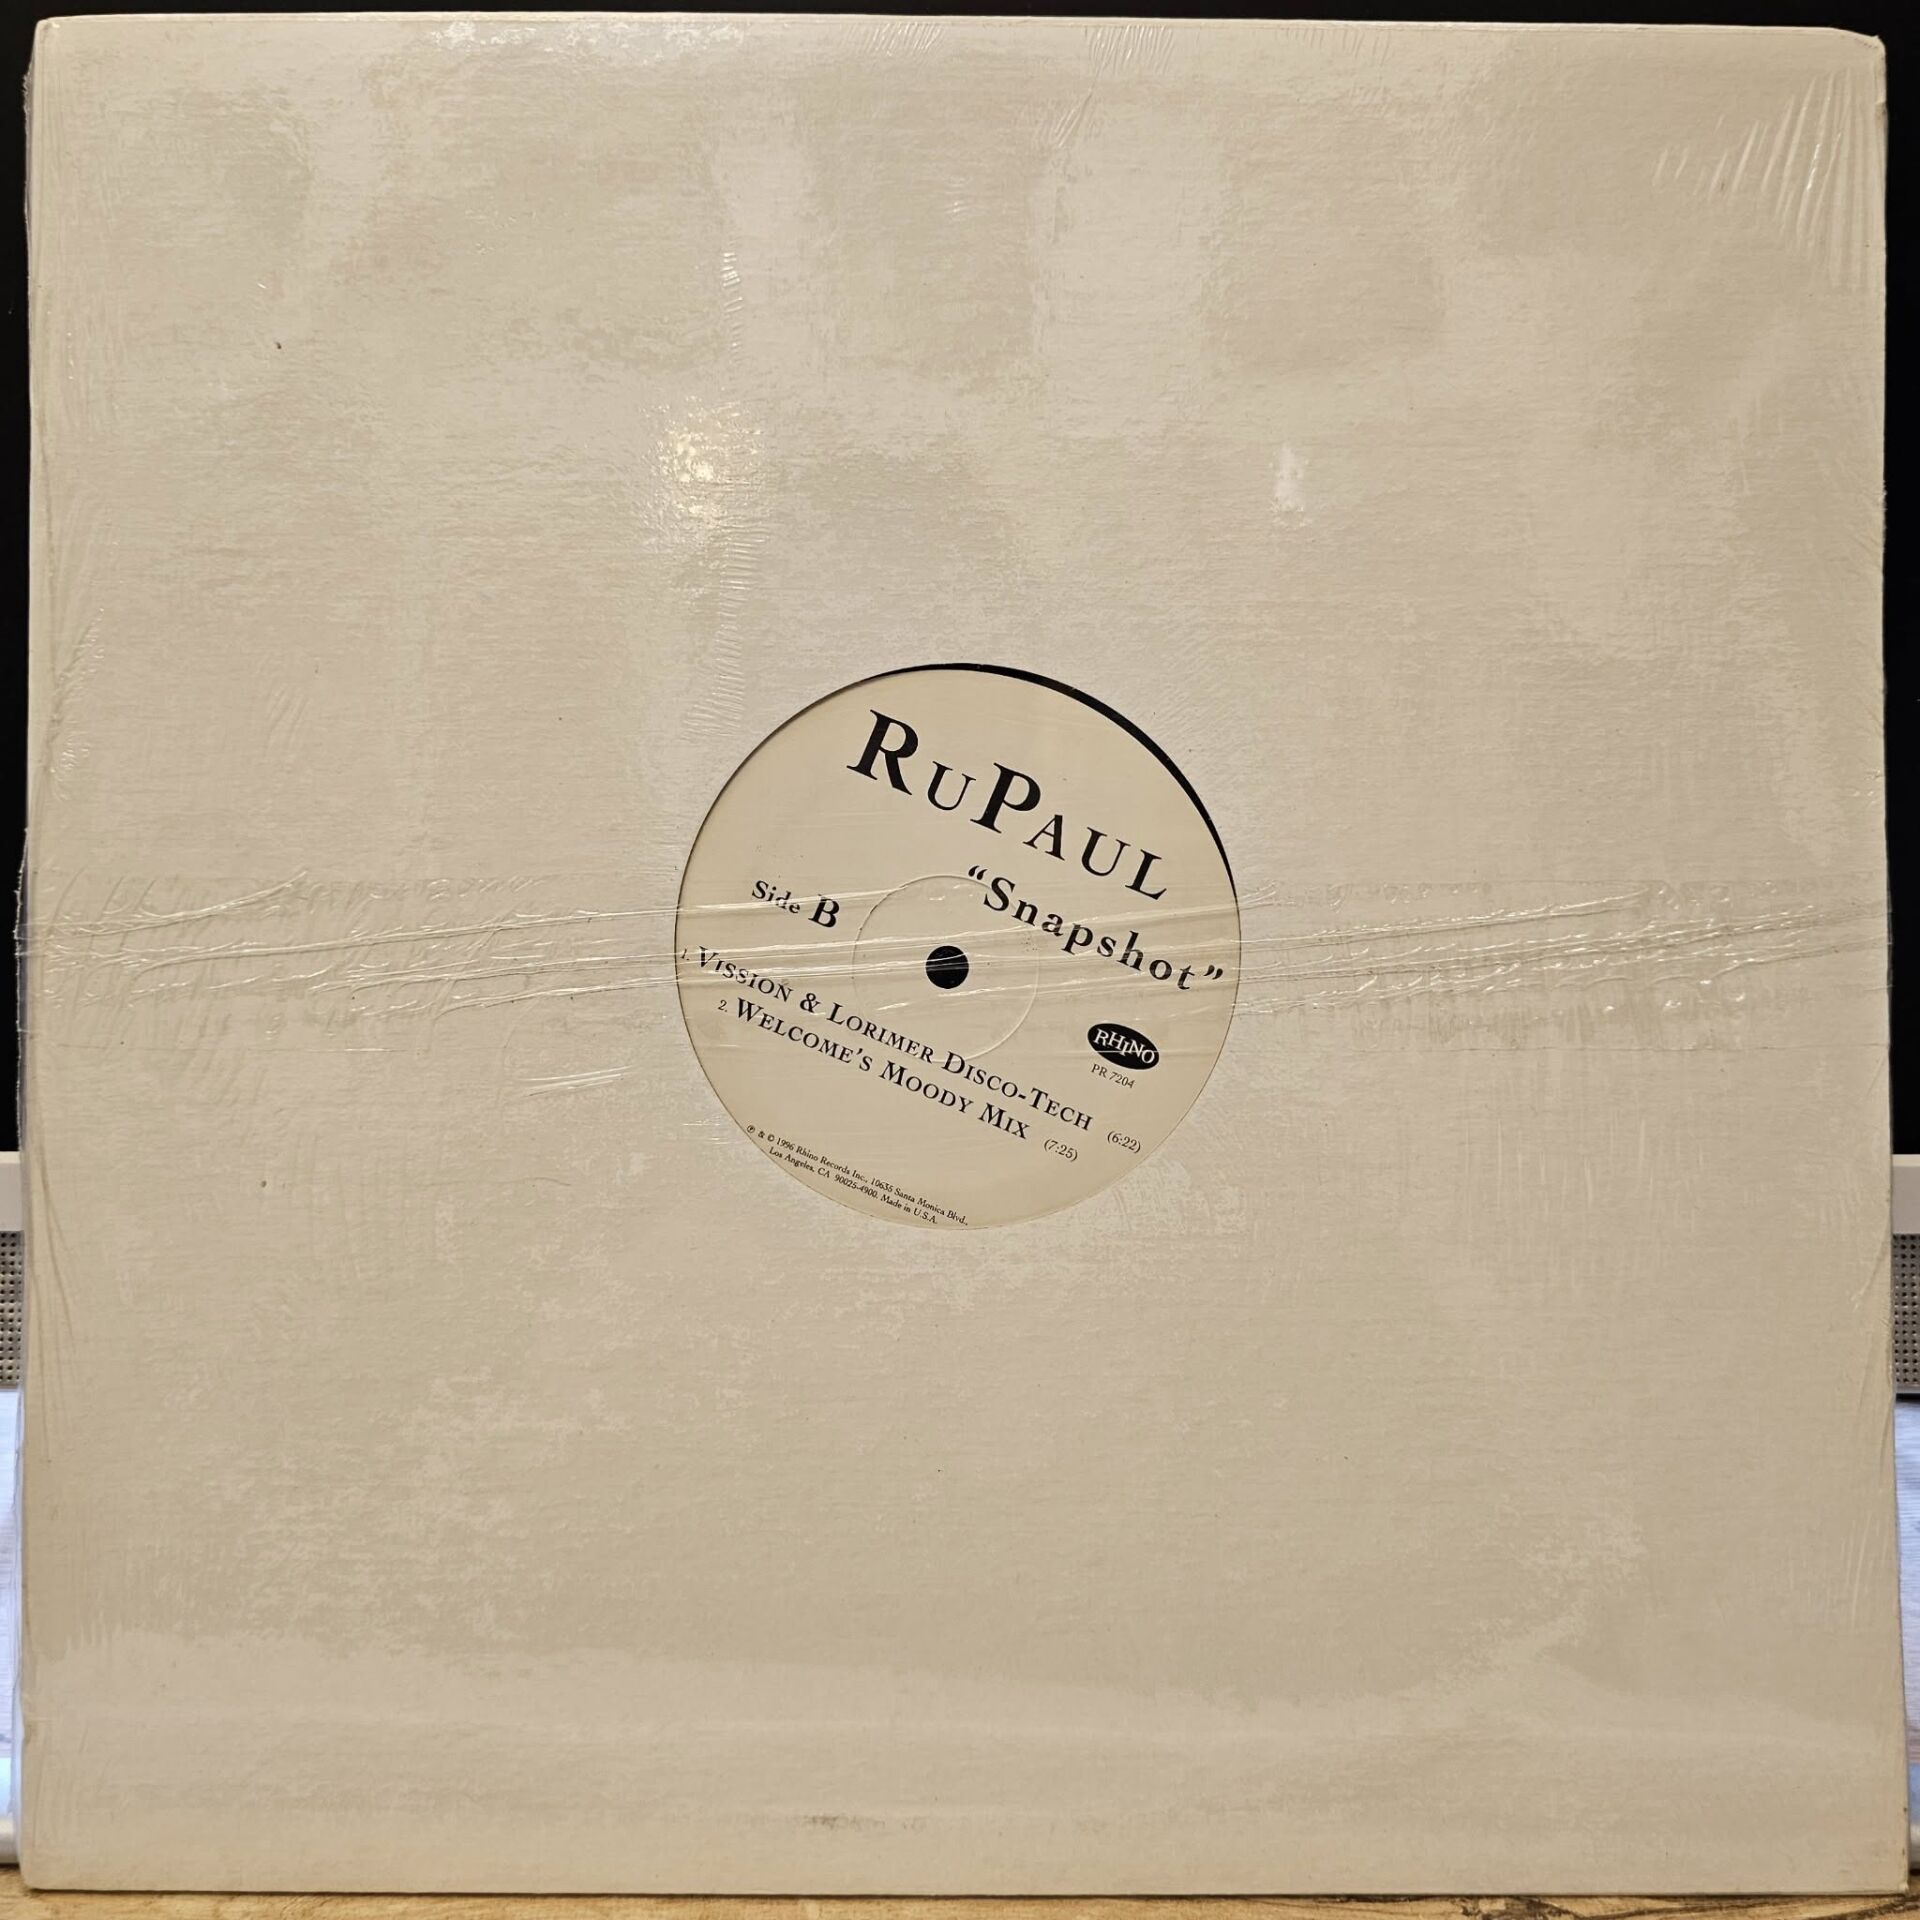 RuPaul
"Snapshot"
Side B
1. Vission & Lorimer Disco-Tech (6:22)
2. Welcome's Moody Mix (7:25)
RHINO
PR 7204
℗ & © 1996 Rhino Records Inc., 10635 Santa Monica Blvd.,
Los Angeles, CA 90025-4900. Made in U.S.A.